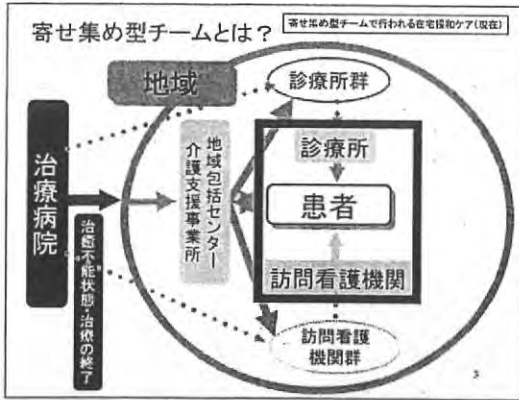 寄せ集め型チームとは？
寄せ集め型チームで行われる在宅緩和ケア(現在)
地域
診療所群
治療病院
治癒不能状態・治療の終了
地域包括センター
介護支援事業所
診療所
患者
訪問看護機関
訪問看護
機関群
3